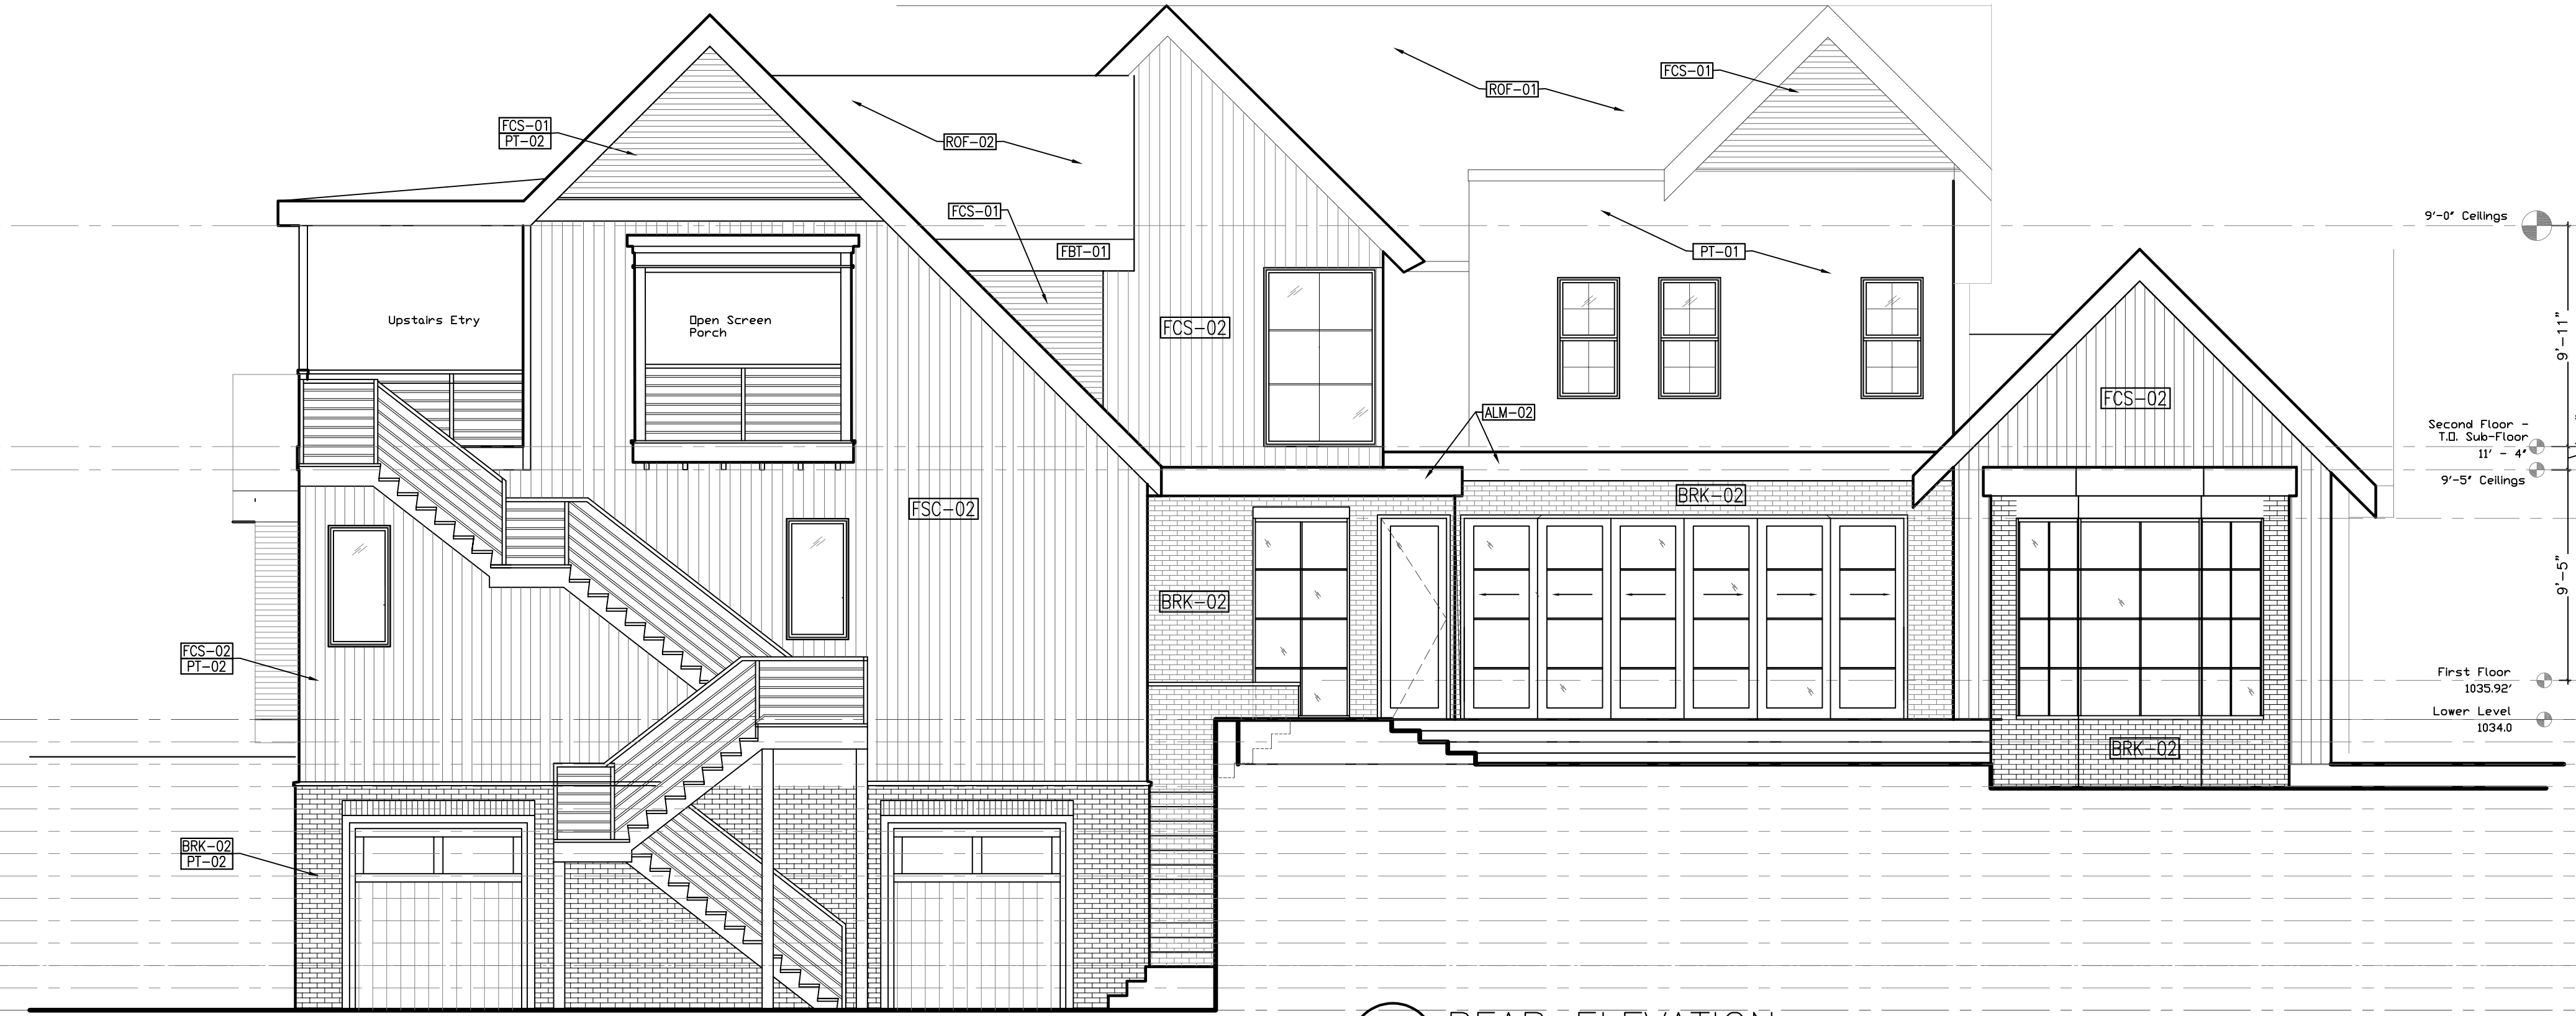 FCS-01
ROF-01
FCS-01
PT-02
ROF-02
FCS-01
9'-0" Ceilings
FBT-01
PT-01
Upstairs Etry
Open Screen
Porch
FCS-02
9'-11"
FCS-02
ALM-02
Second Floor -
T.O. Sub-Floor
11' - 4"
9'-5" Ceilings
BRK-02
FSC-02
9'-5"
BRK-02
FCS-02
PT-02
First Floor
1035.92'
Lower Level
1034.0
BRK-02
BRK-02
PT-02
REAR ELEVATION